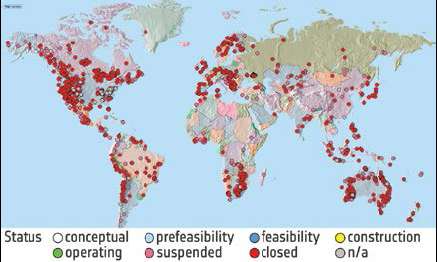 Status conceptual prefeasibility feasibility construction
operating suspended closed n/a